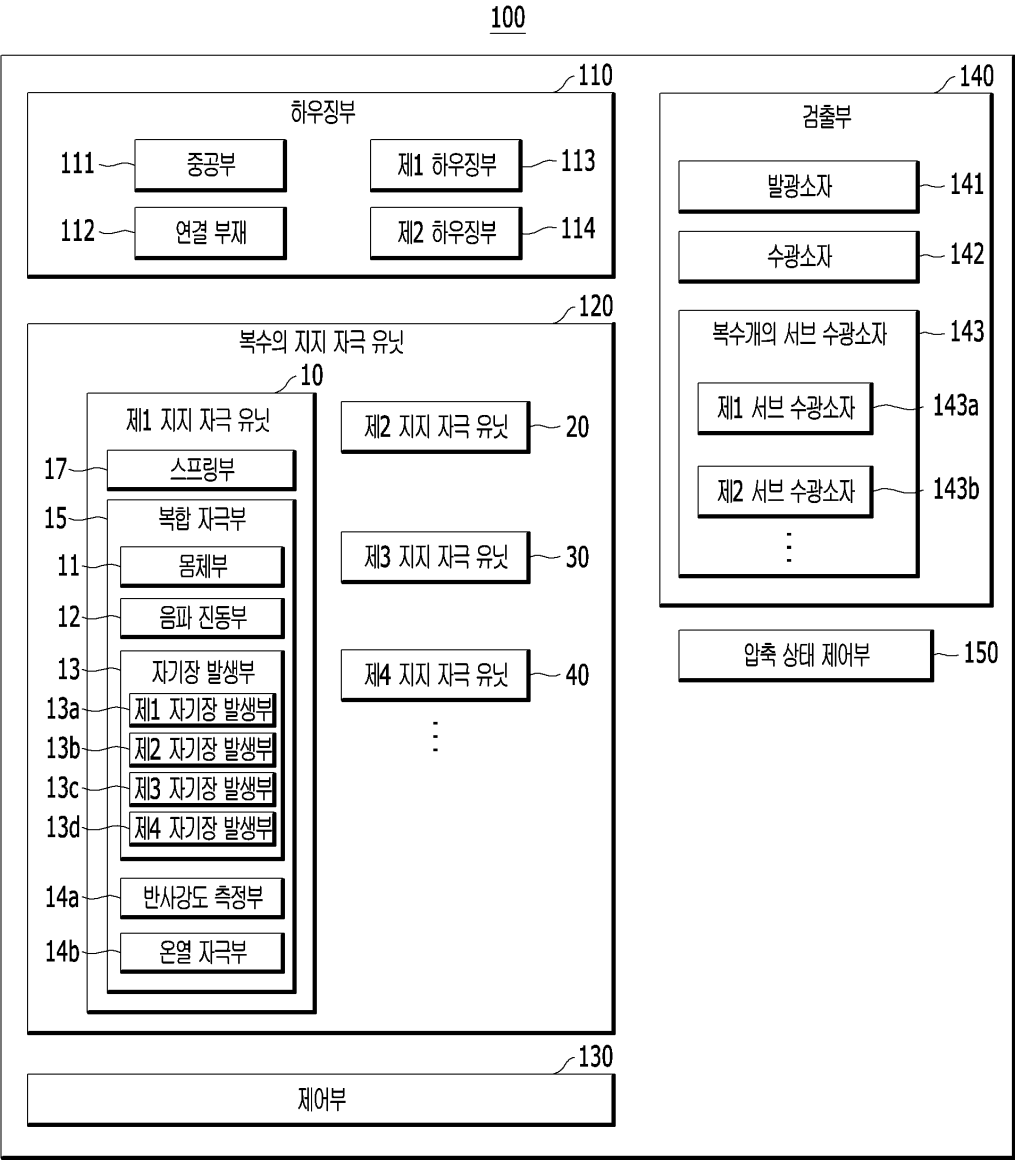 100
110
하우징부
111
중공부
제1 하우징부
113
112
연결 부재
제2 하우징부
114
120
복수의 지지 자극 유닛
10
제1 지지 자극 유닛
17
스프링부
15
복합 자극부
11
몸체부
12
음파 진동부
13
자기장 발생부
13a
제1 자기장 발생부
13b
제2 자기장 발생부
13c
제3 자기장 발생부
13d
제4 자기장 발생부
14a
반사강도 측정부
14b
온열 자극부
제2 지지 자극 유닛
20
제3 지지 자극 유닛
30
제4 지지 자극 유닛
40
130
제어부
140
검출부
발광소자
141
수광소자
142
복수개의 서브 수광소자
143
제1 서브 수광소자
143a
제2 서브 수광소자
143b
압축 상태 제어부
150